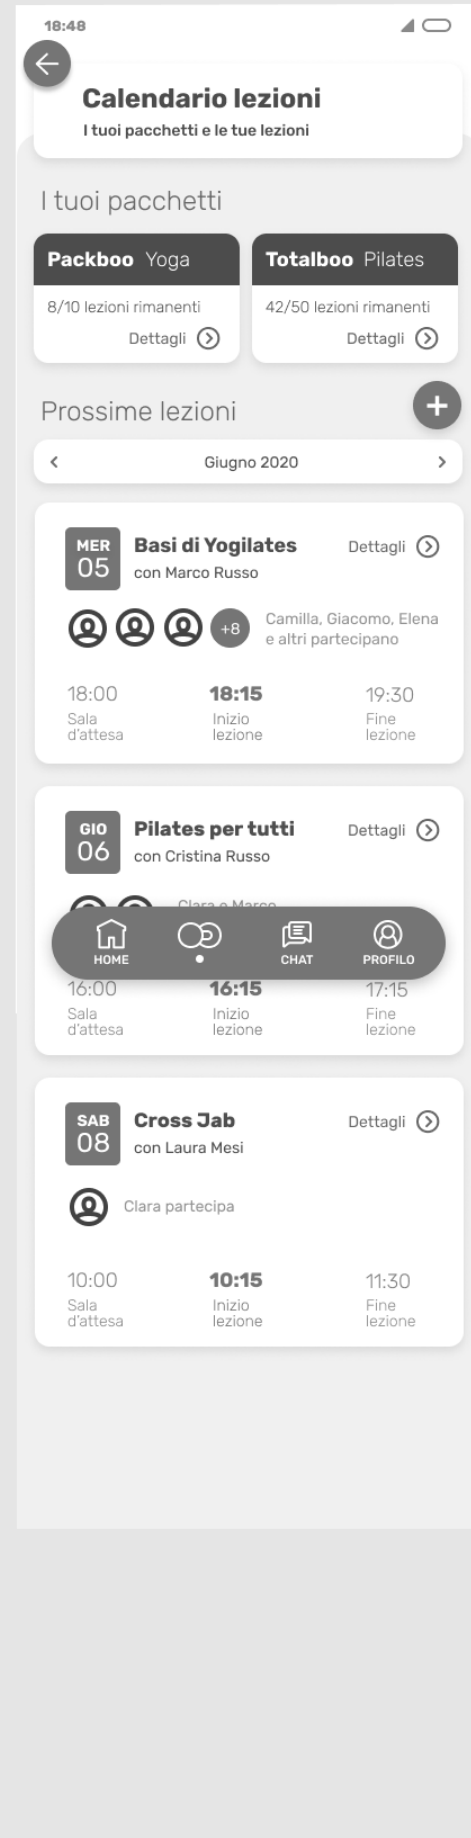 18:48
Calendario lezioni
I tuoi pacchetti e le tue lezioni
I tuoi pacchetti
Packboo Yoga
8/10 lezioni rimanenti
Dettagli
Totalboo Pilates
42/50 lezioni rimanenti
Dettagli
Prossime lezioni
+
Giugno 2020
MER
05
Basi di Yogilates
con Marco Russo
Dettagli
+8
Camilla, Giacomo, Elena
e altri partecipano
18:00
Sala
d'attesa
18:15
Inizio
lezione
19:30
Fine
lezione
GIO
06
Pilates per tutti
con Cristina Russo
Dettagli
Clara e Marco
HOME
CHAT
PROFILO
16:00
Sala
d'attesa
16:15
Inizio
lezione
17:15
Fine
lezione
SAB
08
Cross Jab
con Laura Mesi
Dettagli
Clara partecipa
10:00
Sala
d'attesa
10:15
Inizio
lezione
11:30
Fine
lezione